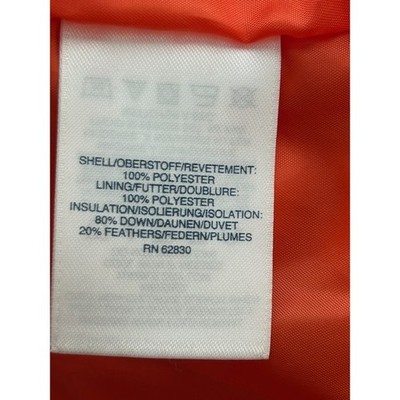 SHELL/OBERSTOFF/REVETEMENT:
100% POLYESTER
LINING/FUTTER/DOUBLURE:
100% POLYESTER
INSULATION/ISOLIERUNG/ISOLATION:
80% DOWN/DAUNEN/DUVET
20% FEATHERS/FEDERN/PLUMES
RN 62830